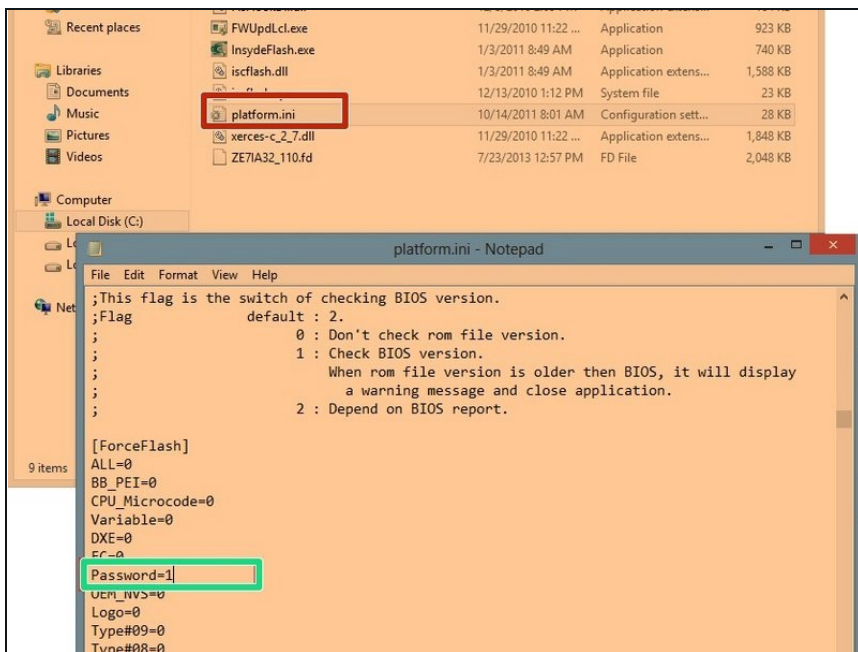 Recent places
FWUpdLcl.exe 11/29/2010 11:22 ... Application 923 KB
InsydeFlash.exe 1/3/2011 8:49 AM Application 740 KB
Libraries
iscflash.dll 1/3/2011 8:49 AM Application extens... 1,588 KB
Documents
12/13/2010 1:12 PM System file 23 KB
Music
platform.ini 10/14/2011 8:01 AM Configuration sett... 28 KB
Pictures
xerces-c_2_7.dll 11/29/2010 11:22 ... Application extens... 1,848 KB
Videos
ZE7IA32_110.fd 7/23/2013 12:57 PM FD File 2,048 KB
Computer
Local Disk (C:)
Net
9 items
platform.ini - Notepad
File Edit Format View Help
;This flag is the switch of checking BIOS version.
;Flag default : 2.
; 0 : Don't check rom file version.
; 1 : Check BIOS version.
; When rom file version is older then BIOS, it will display
; a warning message and close application.
; 2 : Depend on BIOS report.
[ForceFlash]
ALL=0
BB_PEI=0
CPU_Microcode=0
Variable=0
DXE=0
EC=0
Password=1
OEM_NVS=0
Logo=0
Type#09=0
Type#08=0